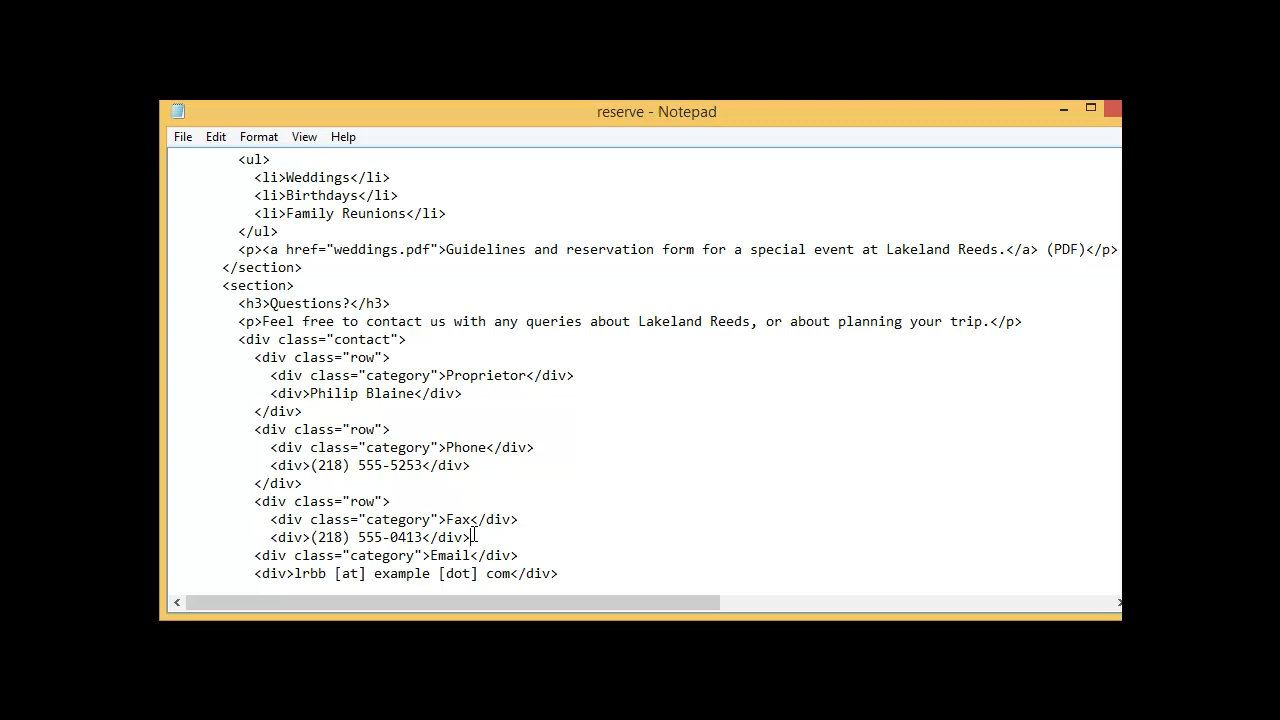 reserve - Notepad
File Edit Format View Help
<ul>
<li>Weddings</li>
<li>Birthdays</li>
<li>Family Reunions</li>
</ul>
<p><a href="weddings.pdf">Guidelines and reservation form for a special event at Lakeland Reeds.</a> (PDF)</p>
</section>
<section>
<h3>Questions?</h3>
<p>Feel free to contact us with any queries about Lakeland Reeds, or about planning your trip.</p>
<div class="contact">
<div class="row">
<div class="category">Proprietor</div>
<div>Philip Blaine</div>
</div>
<div class="row">
<div class="category">Phone</div>
<div>(218) 555-5253</div>
</div>
<div class="row">
<div class="category">Fax</div>
<div>(218) 555-0413</div>
<div class="category">Email</div>
<div>lrbb [at] example [dot] com</div>